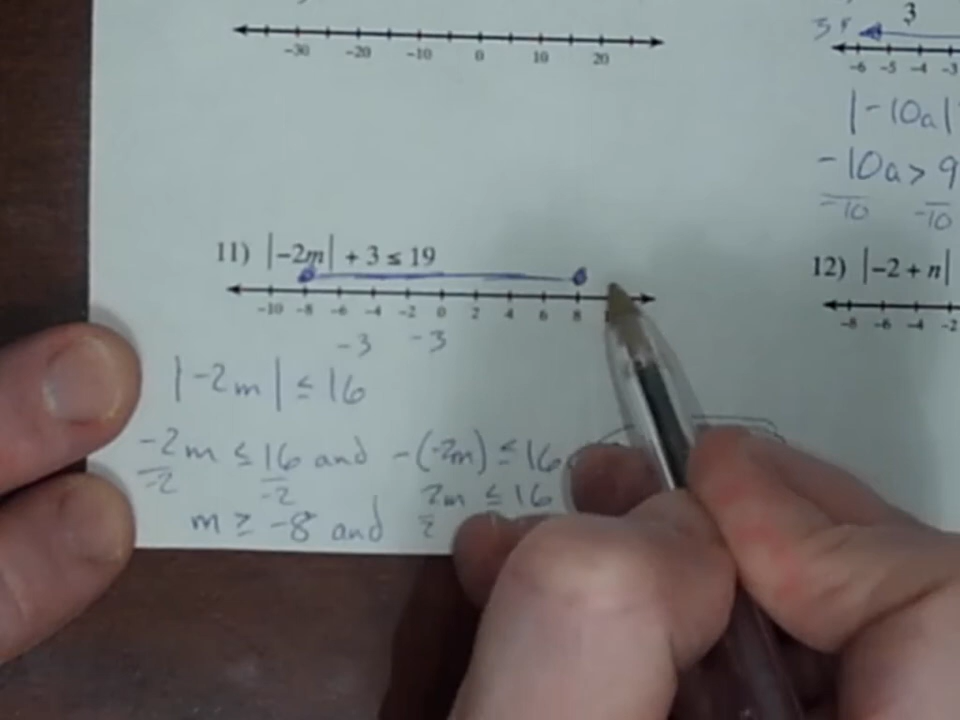 -30 -20 -10 0 10 20
3
-6 -5 -4 -3
|-10a|
-10a > 9
-10 -10
11) |-2m| + 3 ≤ 19
-10 -8 -6 -4 -2 0 2 4 6 8
-3 -3
|-2m| ≤ 16
-2m ≤ 16 and -(-2m) ≤ 16
-2 -2 2m ≤ 16
m ≥ -8 and 2
12) |-2 + n|
-8 -6 -4 -2